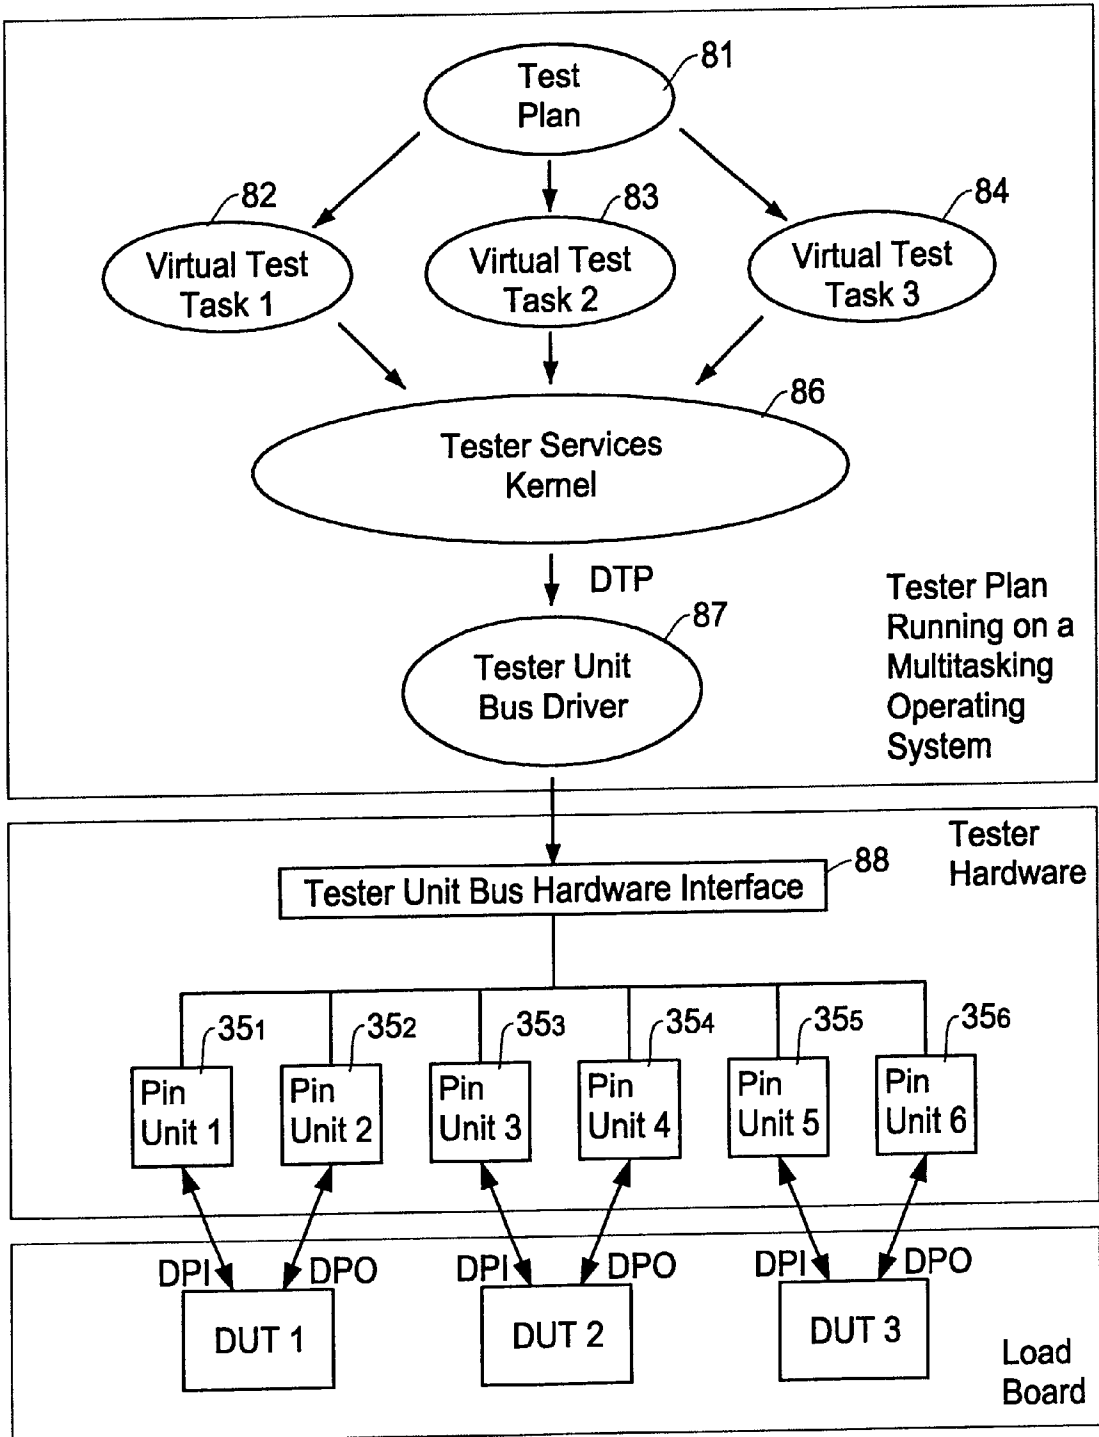 81
Test
Plan
82
83
84
Virtual Test
Task 1
Virtual Test
Task 2
Virtual Test
Task 3
86
Tester Services
Kernel
DTP
87
Tester Unit
Bus Driver
Tester Plan
Running on a
Multitasking
Operating
System
Tester
Hardware
88
Tester Unit Bus Hardware Interface
351
352
353
354
355
356
Pin
Unit 1
Pin
Unit 2
Pin
Unit 3
Pin
Unit 4
Pin
Unit 5
Pin
Unit 6
DPI
DPO
DPI
DPO
DPI
DPO
DUT 1
DUT 2
DUT 3
Load
Board